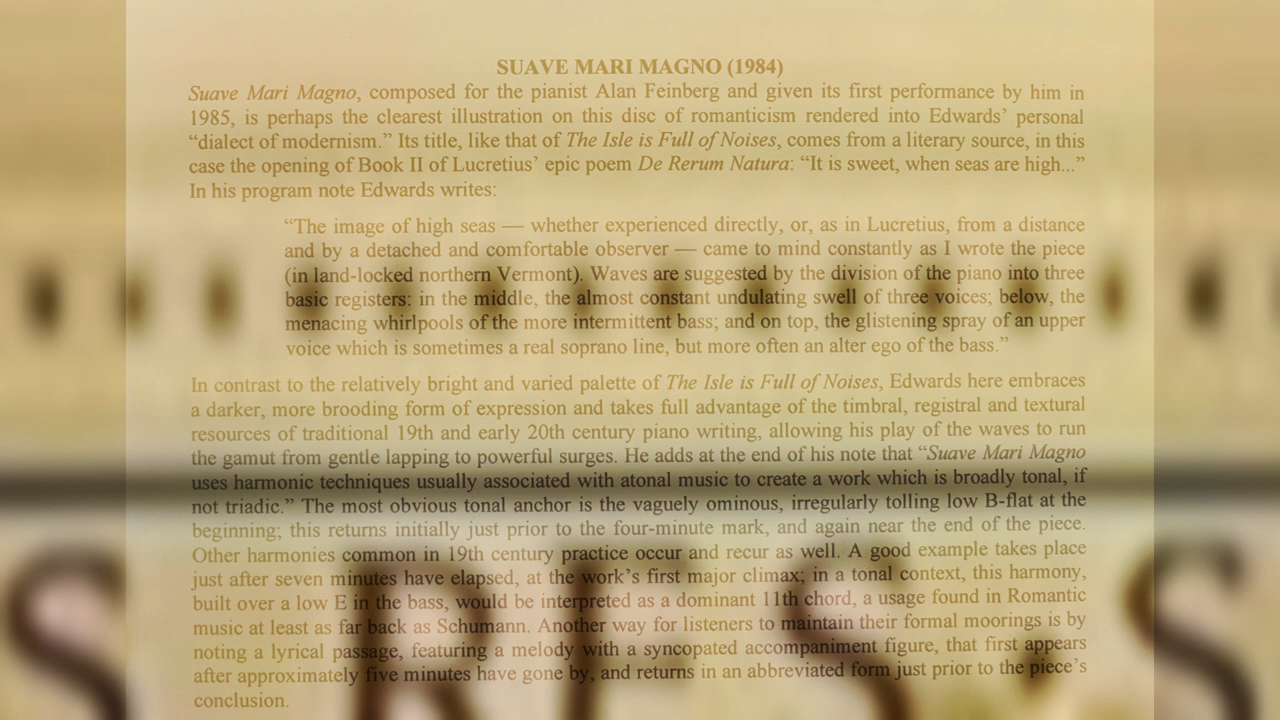 SUAVE MARI MAGNO (1984)
Suave Mari Magno, composed for the pianist Alan Feinberg and given its first performance by him in
1985, is perhaps the clearest illustration on this disc of romanticism rendered into Edwards' personal
“dialect of modernism.” Its title, like that of The Isle is Full of Noises, comes from a literary source, in this
case the opening of Book II of Lucretius' epic poem De Rerum Natura: “It is sweet, when seas are high...”
In his program note Edwards writes:
“The image of high seas — whether experienced directly, or, as in Lucretius, from a distance
and by a detached and comfortable observer — came to mind constantly as I wrote the piece
(in land-locked northern Vermont). Waves are suggested by the division of the piano into three
basic registers: in the middle, the almost constant undulating swell of three voices; below, the
menacing whirlpools of the more intermittent bass; and on top, the glistening spray of an upper
voice which is sometimes a real soprano line, but more often an alter ego of the bass.”
In contrast to the relatively bright and varied palette of The Isle is Full of Noises, Edwards here embraces
a darker, more brooding form of expression and takes full advantage of the timbral, registral and textural
resources of traditional 19th and early 20th century piano writing, allowing his play of the waves to run
the gamut from gentle lapping to powerful surges. He adds at the end of his note that “Suave Mari Magno
uses harmonic techniques usually associated with atonal music to create a work which is broadly tonal, if
not triadic.” The most obvious tonal anchor is the vaguely ominous, irregularly tolling low B-flat at the
beginning; this returns initially just prior to the four-minute mark, and again near the end of the piece.
Other harmonies common in 19th century practice occur and recur as well. A good example takes place
just after seven minutes have elapsed, at the work's first major climax; in a tonal context, this harmony,
built over a low E in the bass, would be interpreted as a dominant 11th chord, a usage found in Romantic
music at least as far back as Schumann. Another way for listeners to maintain their formal moorings is by
noting a lyrical passage, featuring a melody with a syncopated accompaniment figure, that first appears
after approximately five minutes have gone by, and returns in an abbreviated form just prior to the piece's
conclusion.